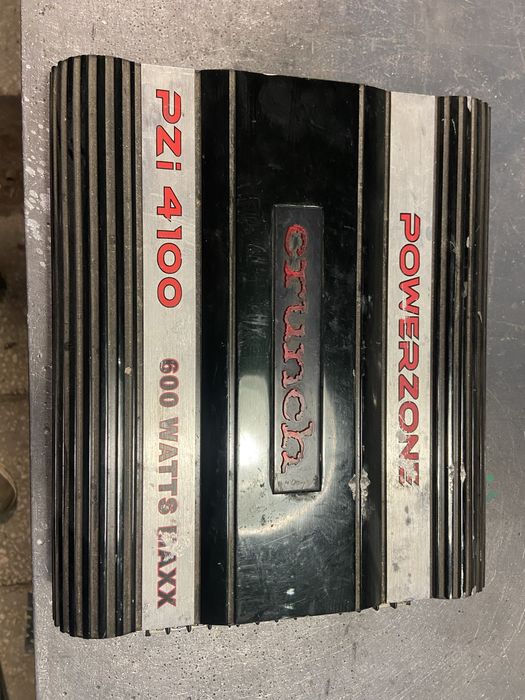 POWERZONE
crunch
PZi 4100 600 WATTS MAXX